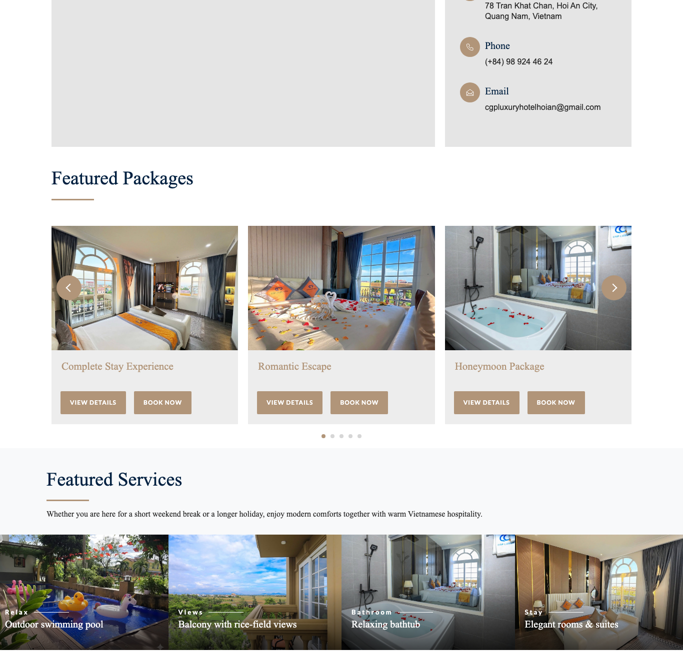 78 Tran Khat Chan, Hoi An City,
Quang Nam, Vietnam
Phone
(+84) 98 924 46 24
Email
cgpluxuryhotelhoian@gmail.com
Featured Packages
Complete Stay Experience
Romantic Escape
Honeymoon Package
VIEW DETAILS
BOOK NOW
VIEW DETAILS
BOOK NOW
VIEW DETAILS
BOOK NOW
Featured Services
Whether you are here for a short weekend break or a longer holiday, enjoy modern comforts together with warm Vietnamese hospitality.
Relax
Outdoor swimming pool
Views
Balcony with rice-field views
Bathroom
Relaxing bathtub
Stay
Elegant rooms & suites